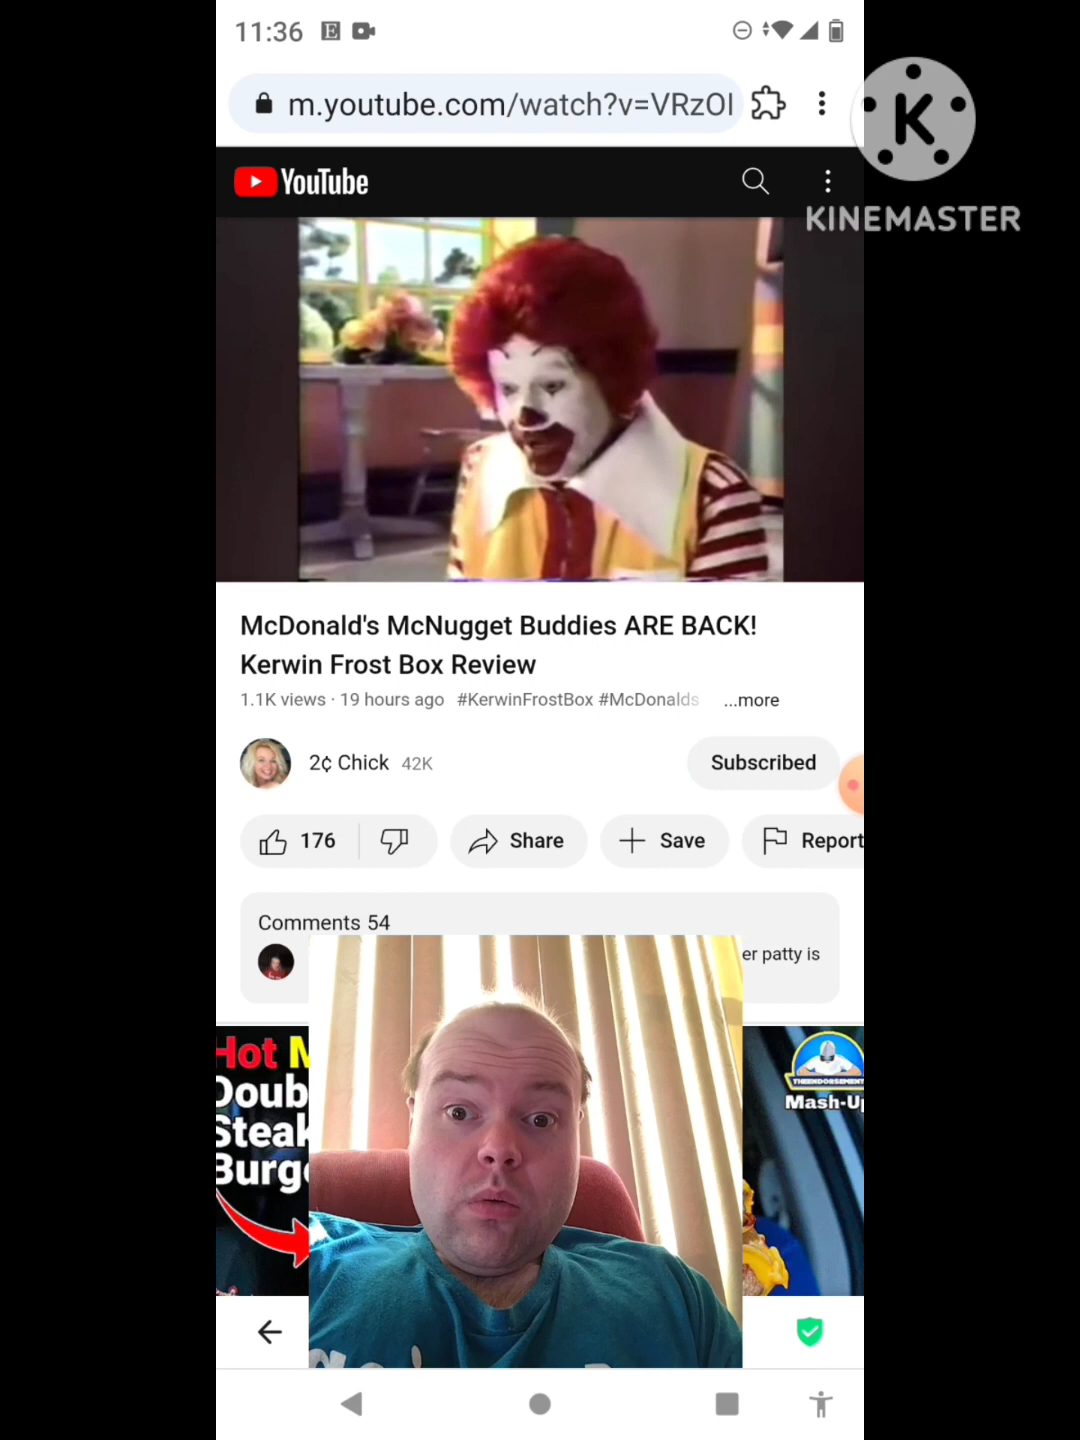 11:36 E
m.youtube.com/watch?v=VRzOI
K
KINEMASTER
YouTube
McDonald's McNugget Buddies ARE BACK!
Kerwin Frost Box Review
1.1K views · 19 hours ago #KerwinFrostBox #McDonalds ...more
2¢ Chick 42K Subscribed
176 Share Save Report
Comments 54
er patty is
Hot M
Doub
Steak
Burg
THEENDORSEMENT
Mash-Up